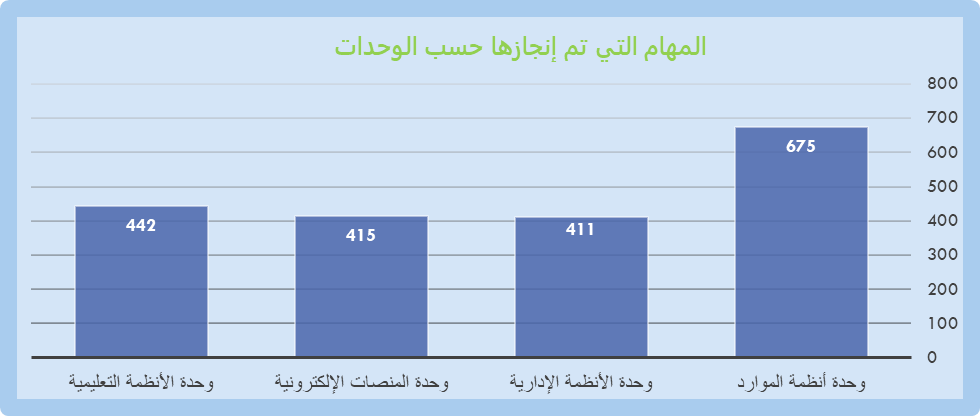 المهام التي تم إنجازها حسب الوحدات
800
700
600
500
400
300
200
100
0
675
411
415
442
وحدة أنظمة الموارد
وحدة الأنظمة الإدارية
وحدة المنصات الإلكترونية
وحدة الأنظمة التعليمية